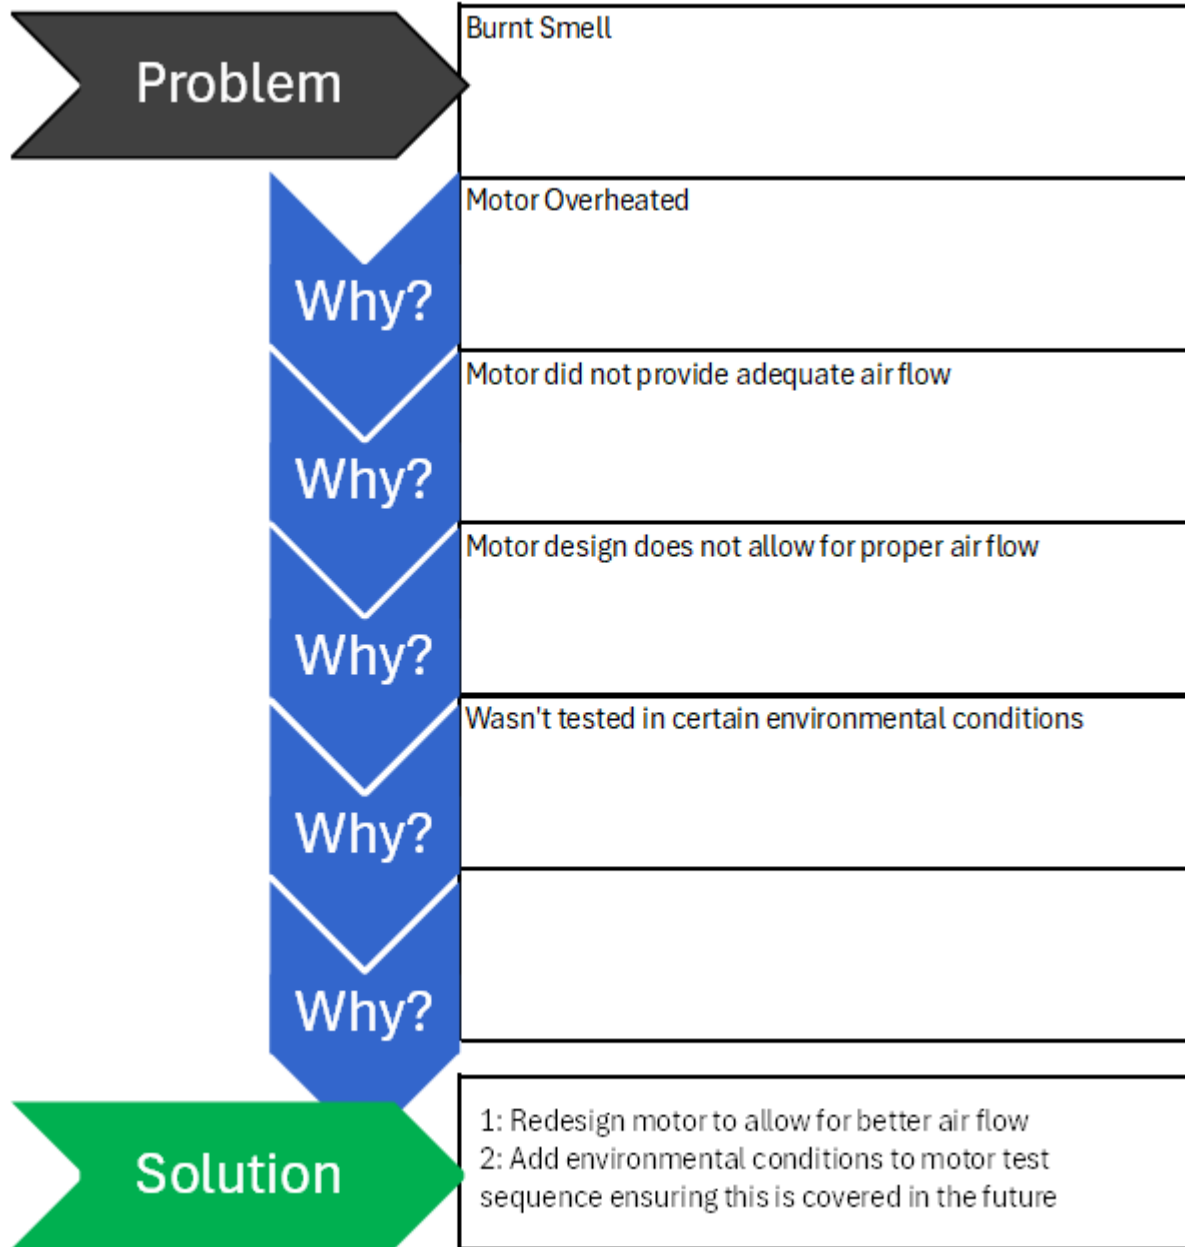 Problem
Burnt Smell
Why?
Motor Overheated
Why?
Motor did not provide adequate air flow
Why?
Motor design does not allow for proper air flow
Why?
Wasn't tested in certain environmental conditions
Why?
Solution
1: Redesign motor to allow for better air flow
2: Add environmental conditions to motor test
sequence ensuring this is covered in the future